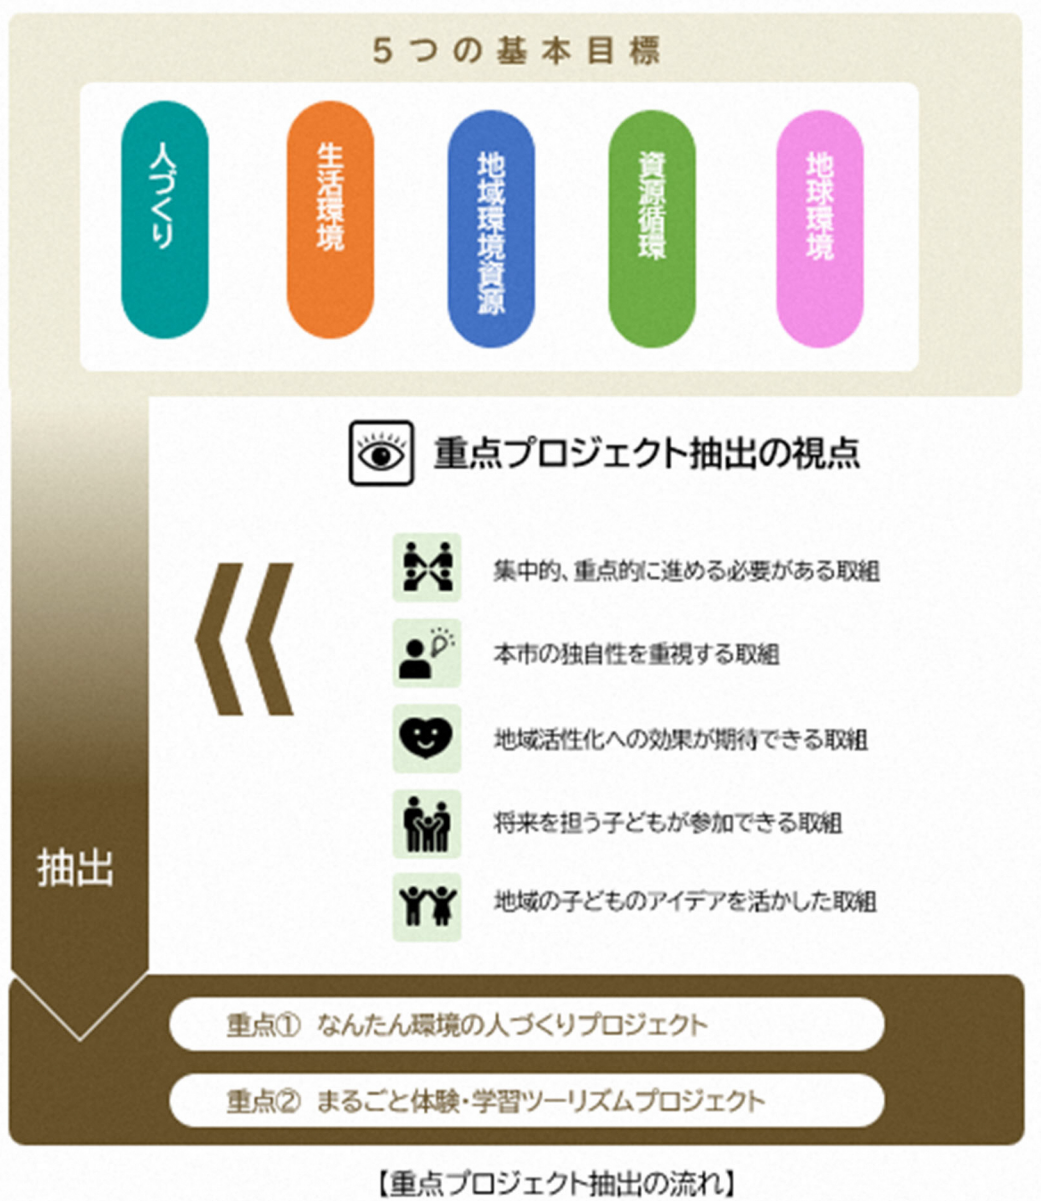 5つの基本目標
人づくり
生活環境
地域環境資源
資源循環
地球環境
重点プロジェクト抽出の視点
集中的、重点的に進める必要がある取組
本市の独自性を重視する取組
地域活性化への効果が期待できる取組
将来を担う子どもが参加できる取組
地域の子どものアイデアを活かした取組
抽出
重点① なんたん環境の人づくりプロジェクト
重点② まるごと体験・学習ツーリズムプロジェクト
【重点プロジェクト抽出の流れ】